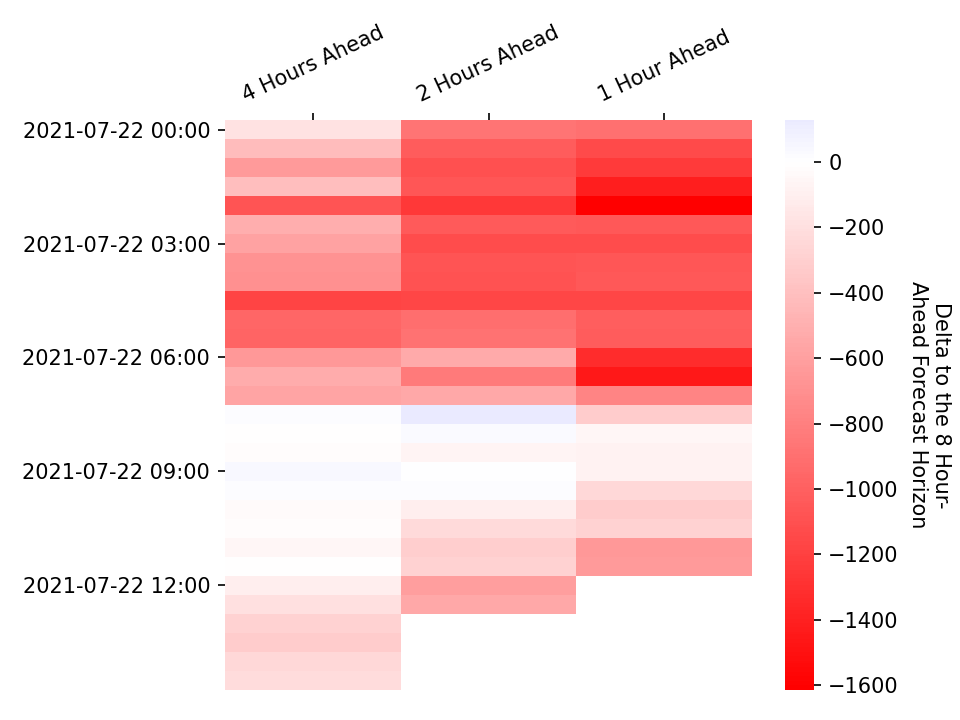 4 Hours Ahead
2 Hours Ahead
1 Hour Ahead
2021-07-22 00:00
2021-07-22 03:00
2021-07-22 06:00
2021-07-22 09:00
2021-07-22 12:00
0
−200
−400
−600
−800
−1000
−1200
−1400
−1600
Delta to the 8 Hour-
Ahead Forecast Horizon